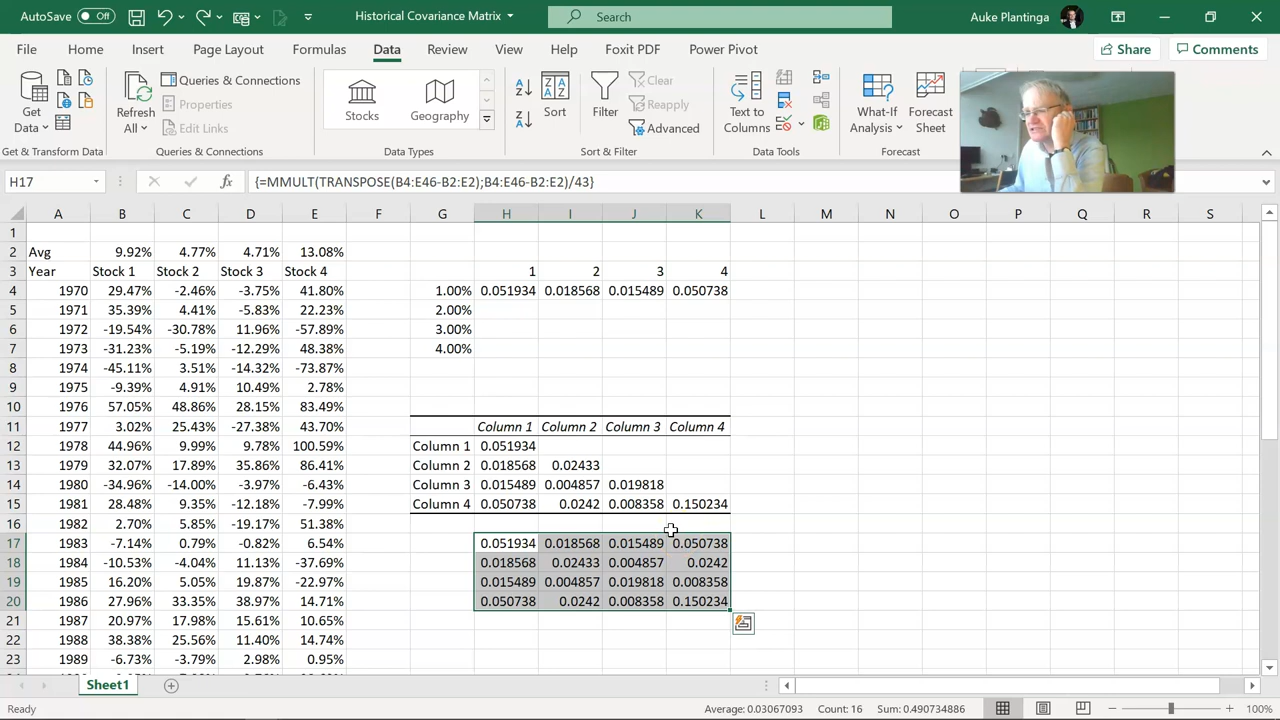 AutoSave Off Historical Covariance Matrix Search Auke Plantinga
File Home Insert Page Layout Formulas Data Review View Help Foxit PDF Power Pivot Share Comments
Get Data
Refresh All
Queries & Connections
Properties
Edit Links
Stocks
Geography
Sort
Filter
Clear
Reapply
Advanced
Text to Columns
What-If Analysis
Forecast Sheet
Get & Transform Data Queries & Connections Data Types Sort & Filter Data Tools Forecast
H17 fx {=MMULT(TRANSPOSE(B4:E46-B2:E2);B4:E46-B2:E2)/43}
A B C D E F G H I J K L M N O P Q R S
1
2 Avg 9.92% 4.77% 4.71% 13.08%
3 Year Stock 1 Stock 2 Stock 3 Stock 4 1 2 3 4
4 1970 29.47% -2.46% -3.75% 41.80% 1.00% 0.051934 0.018568 0.015489 0.050738
5 1971 35.39% 4.41% -5.83% 22.23% 2.00%
6 1972 -19.54% -30.78% 11.96% -57.89% 3.00%
7 1973 -31.23% -5.19% -12.29% 48.38% 4.00%
8 1974 -45.11% 3.51% -14.32% -73.87%
9 1975 -9.39% 4.91% 10.49% 2.78%
10 1976 57.05% 48.86% 28.15% 83.49%
11 1977 3.02% 25.43% -27.38% 43.70% Column 1 Column 2 Column 3 Column 4
12 1978 44.96% 9.99% 9.78% 100.59% Column 1 0.051934
13 1979 32.07% 17.89% 35.86% 86.41% Column 2 0.018568 0.02433
14 1980 -34.96% -14.00% -3.97% -6.43% Column 3 0.015489 0.004857 0.019818
15 1981 28.48% 9.35% -12.18% -7.99% Column 4 0.050738 0.0242 0.008358 0.150234
16 1982 2.70% 5.85% -19.17% 51.38%
17 1983 -7.14% 0.79% -0.82% 6.54% 0.051934 0.018568 0.015489 0.050738
18 1984 -10.53% -4.04% 11.13% -37.69% 0.018568 0.02433 0.004857 0.0242
19 1985 16.20% 5.05% 19.87% -22.97% 0.015489 0.004857 0.019818 0.008358
20 1986 27.96% 33.35% 38.97% 14.71% 0.050738 0.0242 0.008358 0.150234
21 1987 20.97% 17.98% 15.61% 10.65%
22 1988 38.38% 25.56% 11.40% 14.74%
23 1989 -6.73% -3.79% 2.98% 0.95%
Sheet1
Ready Average: 0.03067093 Count: 16 Sum: 0.490734886 100%